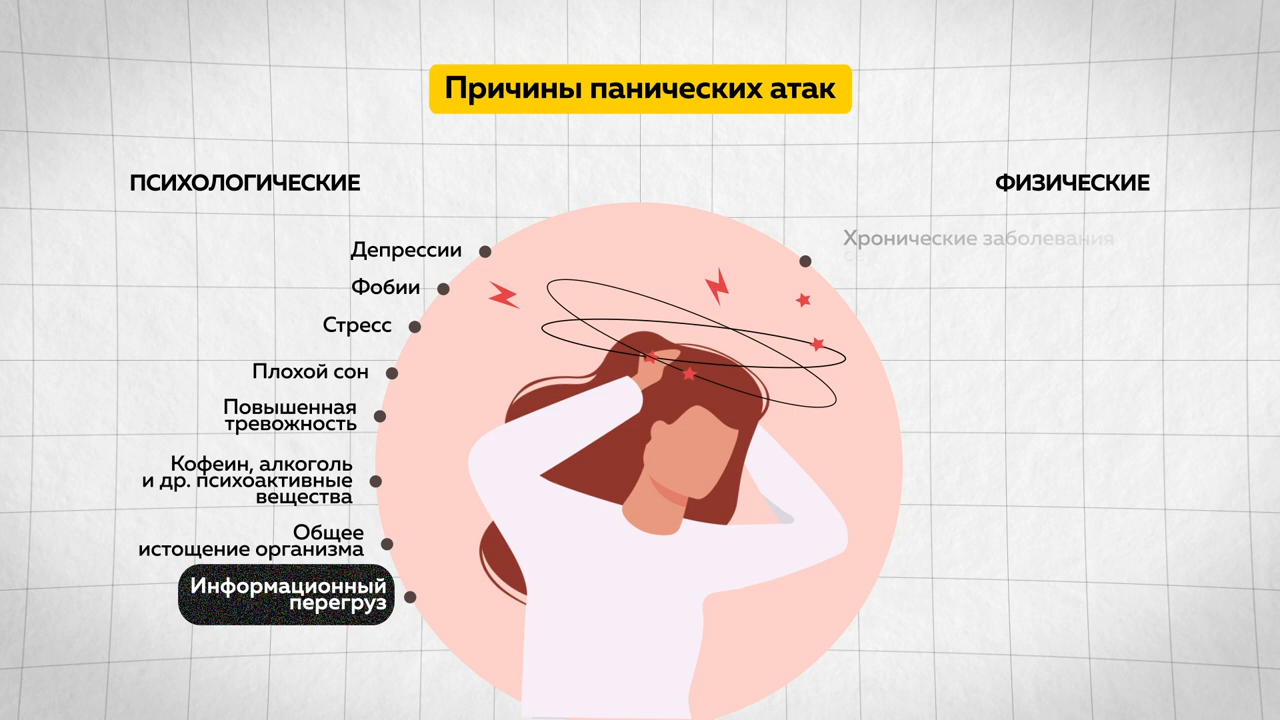 Причины панических атак
ПСИХОЛОГИЧЕСКИЕ
Депрессии
Фобии
Стресс
Плохой сон
Повышенная
тревожность
Кофеин, алкоголь
и др. психоактивные
вещества
Общее
истощение организма
Информационный
перегруз
ФИЗИЧЕСКИЕ
Хронические заболевания